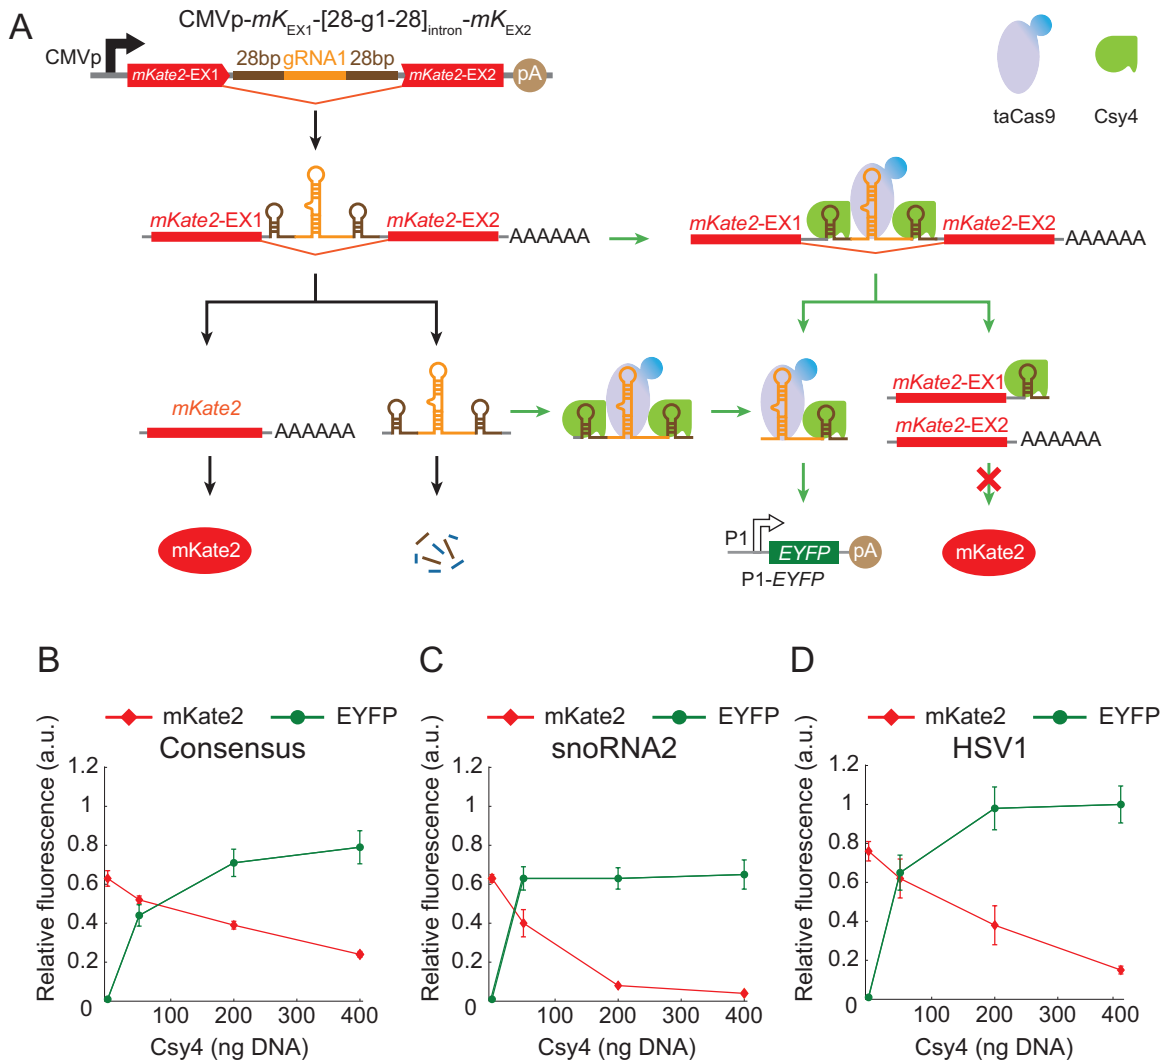 A
CMVp-mK EX1-[28-g1-28] intron-mK EX2
CMVp
28bp gRNA1 28bp
mKate2-EX1
mKate2-EX2
pA
taCas9
Csy4
mKate2-EX1
mKate2-EX2
AAAAAA
mKate2-EX1
mKate2-EX2
AAAAAA
mKate2
AAAAAA
mKate2-EX1
mKate2-EX2
AAAAAA
mKate2
P1
EYFP
pA
P1-EYFP
mKate2
B
mKate2
EYFP
Consensus
Relative fluorescence (a.u.)
1.2
1
0.8
0.6
0.4
0.2
0
100 200 300 400
Csy4 (ng DNA)
C
mKate2
EYFP
snoRNA2
Relative fluorescence (a.u.)
1.2
1
0.8
0.6
0.4
0.2
0
100 200 300 400
Csy4 (ng DNA)
D
mKate2
EYFP
HSV1
Relative fluorescence (a.u.)
1.2
1
0.8
0.6
0.4
0.2
0
100 200 300 400
Csy4 (ng DNA)